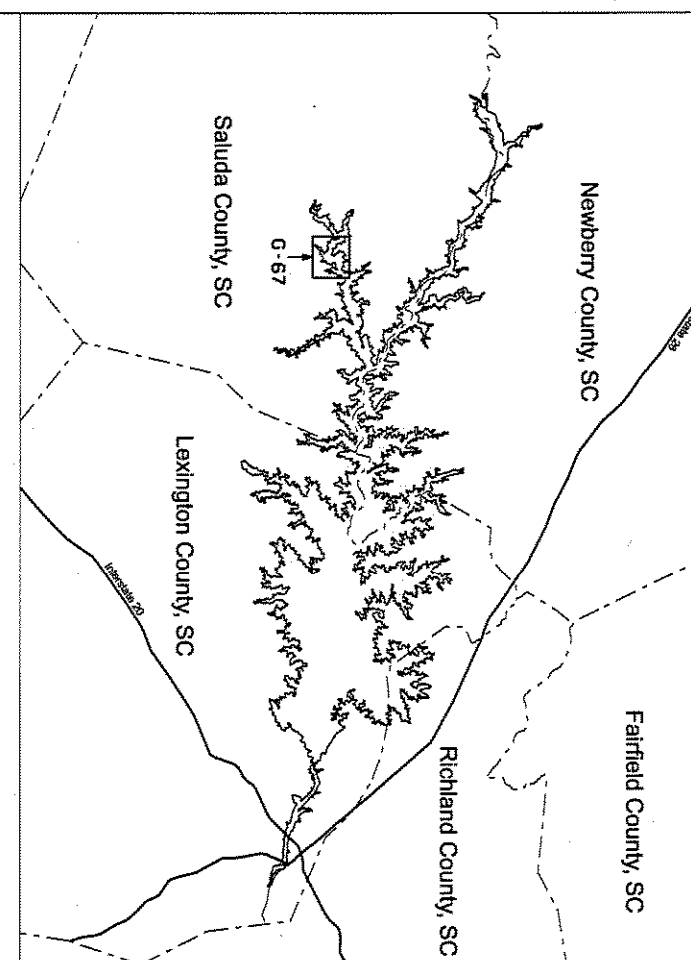 Newberry County, SC
Fairfield County, SC
Saluda County, SC
G-67
Lexington County, SC
Richland County, SC
Interstate 20